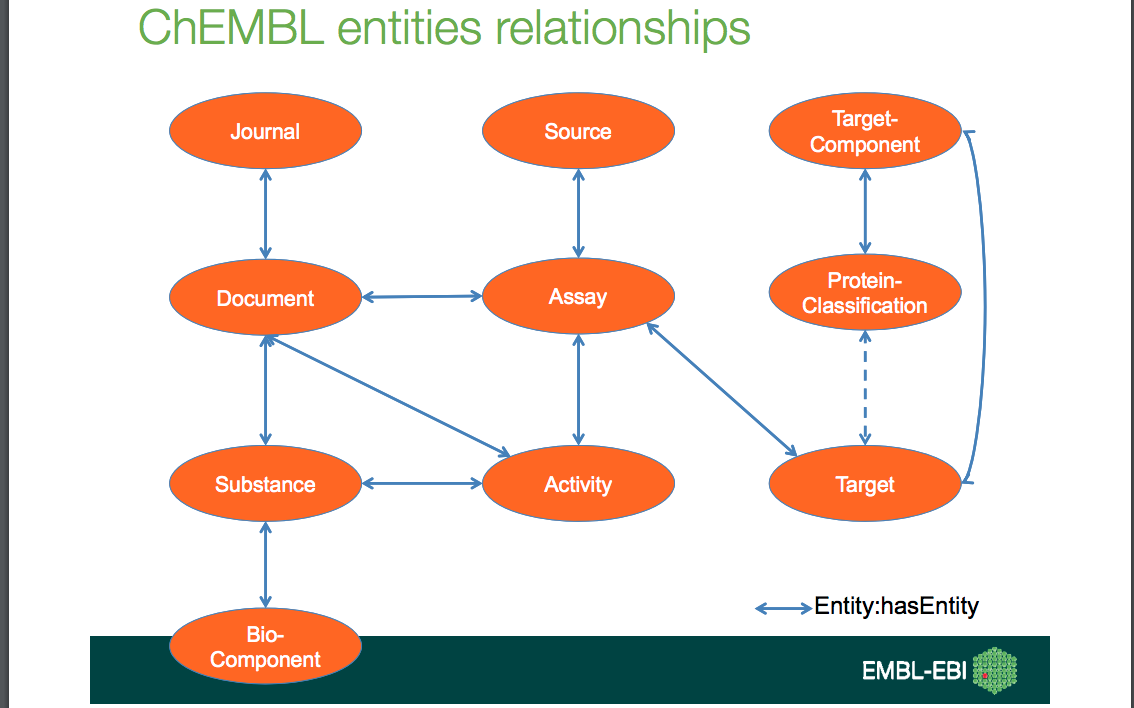 ChEMBL entities relationships
Journal
Source
Target-
Component
Document
Assay
Protein-
Classification
Substance
Activity
Target
Entity:hasEntity
Bio-
Component
EMBL-EBI